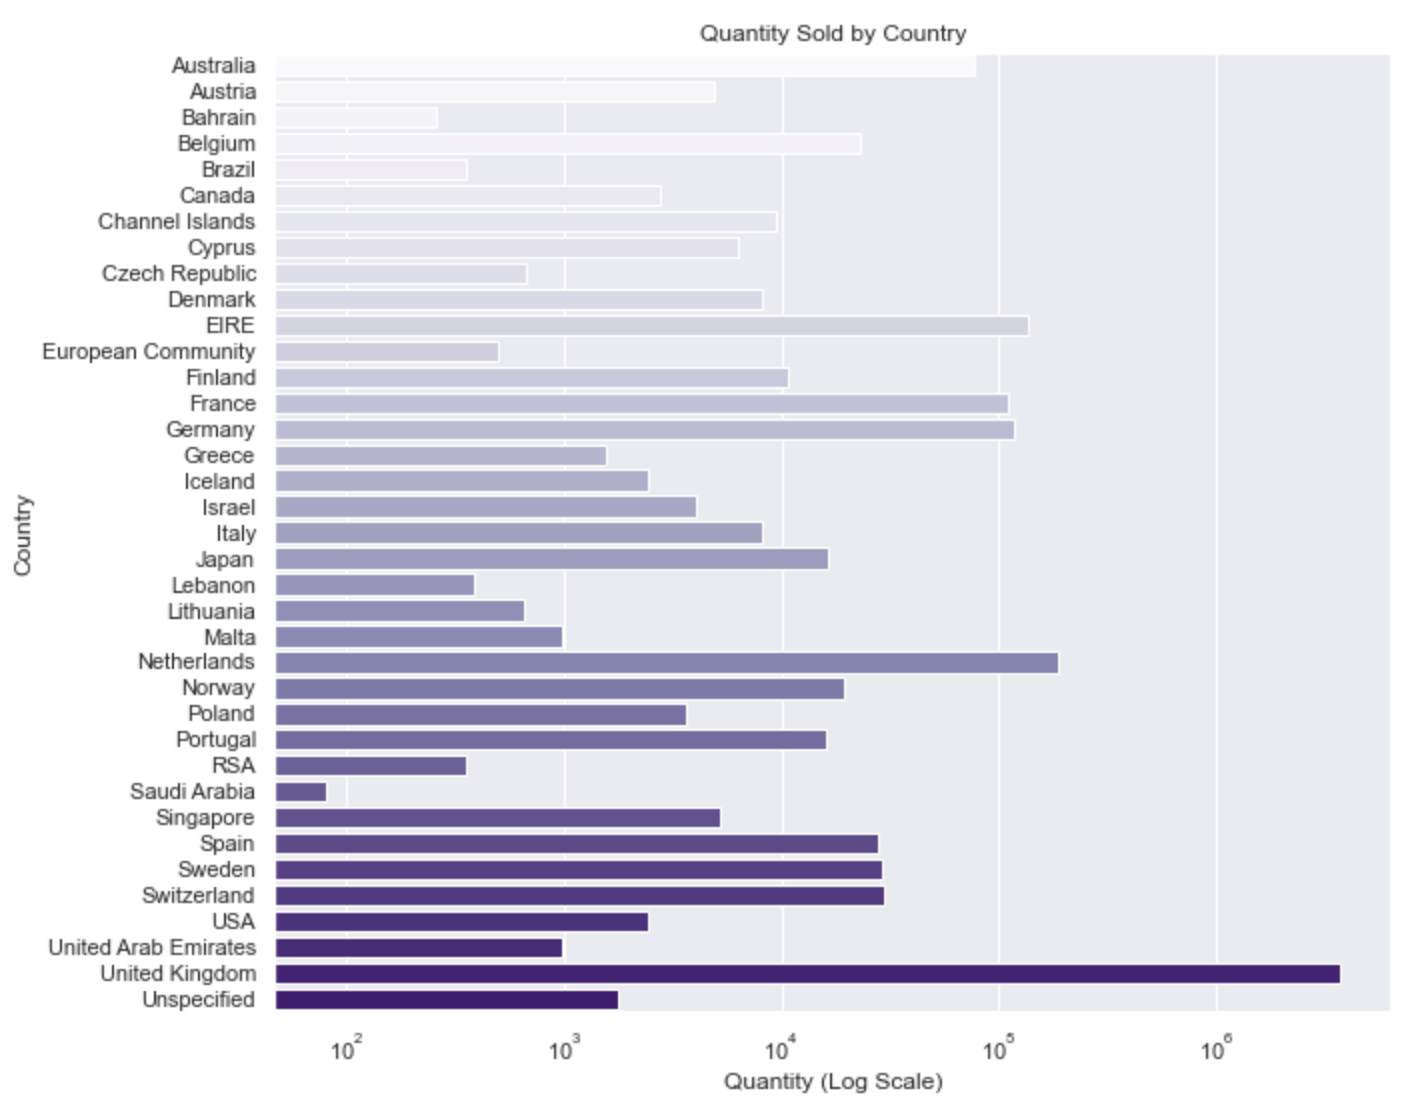 Quantity Sold by Country
Australia
Austria
Bahrain
Belgium
Brazil
Canada
Channel Islands
Cyprus
Czech Republic
Denmark
EIRE
European Community
Finland
France
Germany
Greece
Iceland
Israel
Italy
Japan
Lebanon
Lithuania
Malta
Netherlands
Norway
Poland
Portugal
RSA
Saudi Arabia
Singapore
Spain
Sweden
Switzerland
USA
United Arab Emirates
United Kingdom
Unspecified
Country
10² 10³ 10⁴ 10⁵ 10⁶
Quantity (Log Scale)